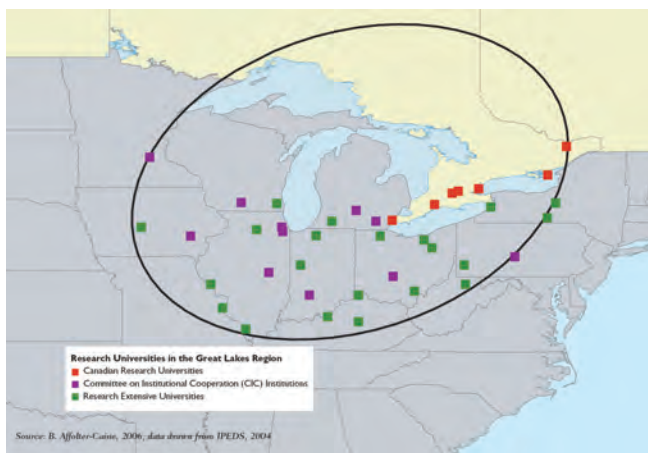 Research Universities in the Great Lakes Region
Canadian Research Universities
Committee on Institutional Cooperation (CIC) Institutions
Research Extensive Universities
Source: B. Affolter-Caine, 2006; data drawn from IPEDS, 2004